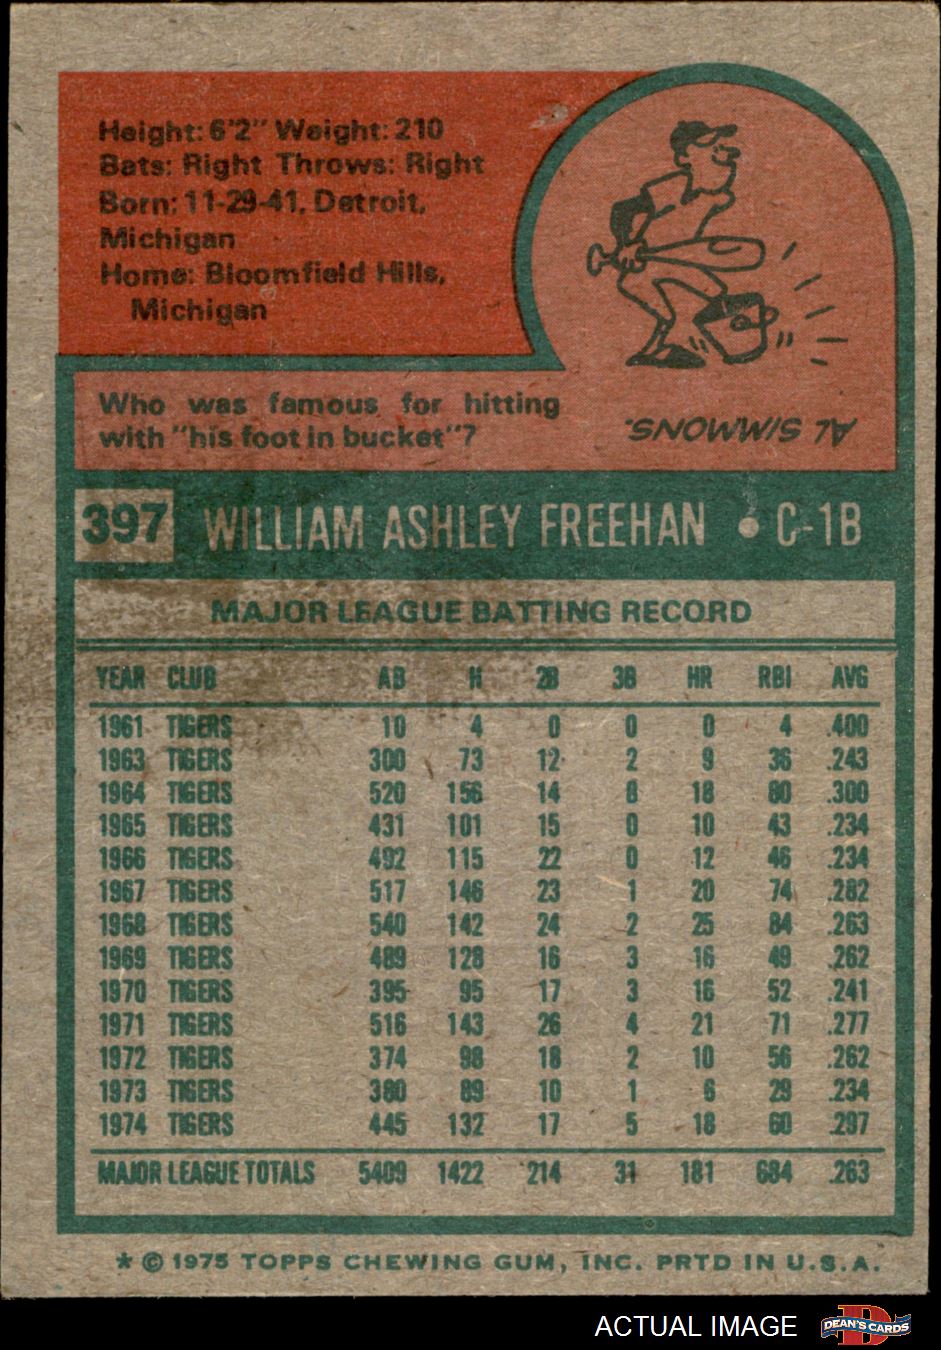 Height: 6'2" Weight: 210
Bats: Right Throws: Right
Born: 11-29-41, Detroit,
Michigan
Home: Bloomfield Hills,
Michigan
Who was famous for hitting
with "his foot in bucket"?
AL SIMMONS.
397 WILLIAM ASHLEY FREEHAN • C-1B
MAJOR LEAGUE BATTING RECORD
YEAR CLUB AB H 2B 3B HR RBI AVG
1961 TIGERS 10 4 0 0 0 4 .400
1963 TIGERS 300 73 12 2 9 36 .243
1964 TIGERS 520 156 14 8 18 80 .300
1965 TIGERS 431 101 15 0 10 43 .234
1966 TIGERS 492 115 22 0 12 46 .234
1967 TIGERS 517 146 23 1 20 74 .282
1968 TIGERS 540 142 24 2 25 84 .263
1969 TIGERS 489 128 16 3 16 49 .262
1970 TIGERS 395 95 17 3 16 52 .241
1971 TIGERS 516 143 26 4 21 71 .277
1972 TIGERS 374 98 18 2 10 56 .262
1973 TIGERS 380 89 10 1 6 29 .234
1974 TIGERS 445 132 17 5 18 60 .297
MAJOR LEAGUE TOTALS 5409 1422 214 31 181 684 .263
* © 1975 TOPPS CHEWING GUM, INC. PRTD IN U.S.A.
ACTUAL IMAGE D DEAN'S CARDS